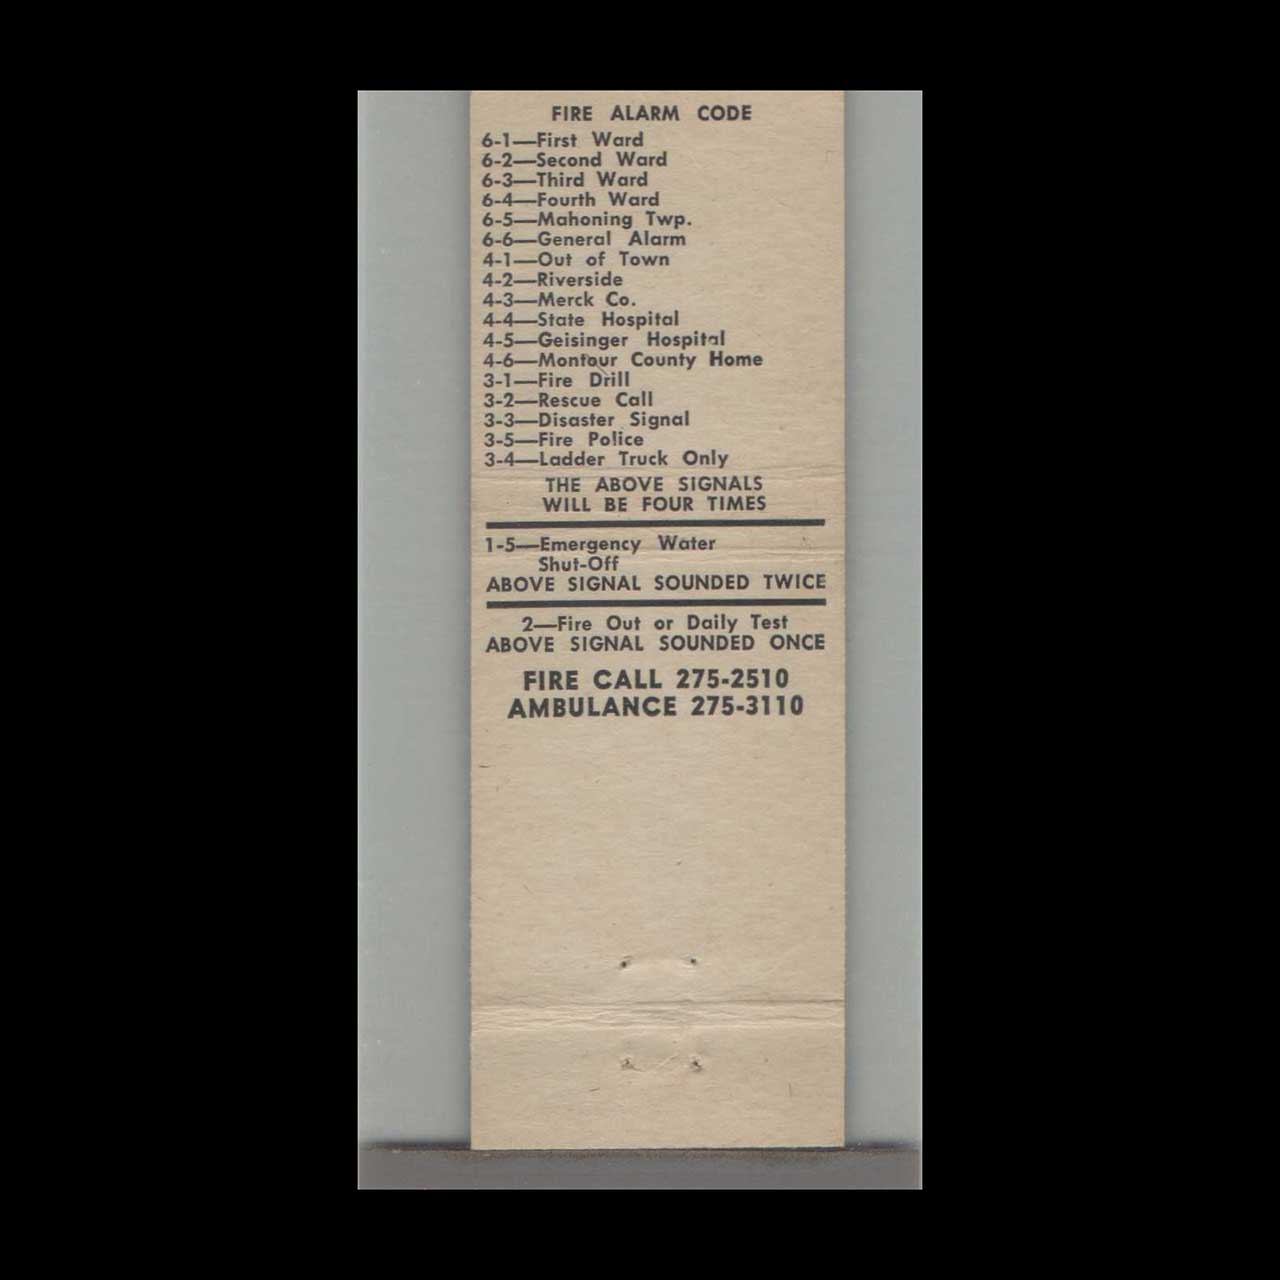 FIRE ALARM CODE
6-1—First Ward
6-2—Second Ward
6-3—Third Ward
6-4—Fourth Ward
6-5—Mahoning Twp.
6-6—General Alarm
4-1—Out of Town
4-2—Riverside
4-3—Merck Co.
4-4—State Hospital
4-5—Geisinger Hospital
4-6—Montour County Home
3-1—Fire Drill
3-2—Rescue Call
3-3—Disaster Signal
3-5—Fire Police
3-4—Ladder Truck Only
THE ABOVE SIGNALS
WILL BE FOUR TIMES
1-5—Emergency Water
Shut-Off
ABOVE SIGNAL SOUNDED TWICE
2—Fire Out or Daily Test
ABOVE SIGNAL SOUNDED ONCE
FIRE CALL 275-2510
AMBULANCE 275-3110